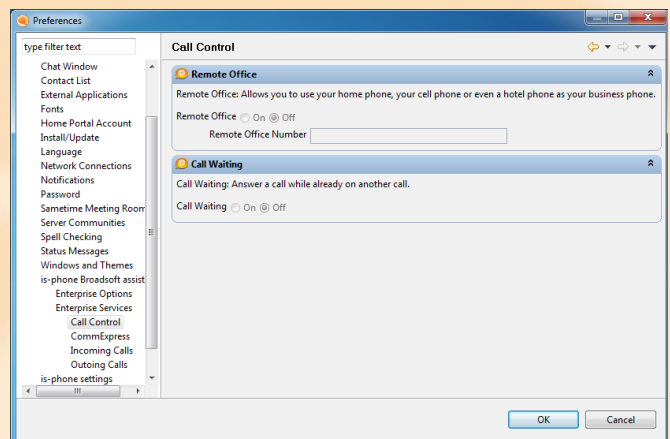 Preferences
type filter text
Chat Window
Contact List
External Applications
Fonts
Home Portal Account
Install/Update
Language
Network Connections
Notifications
Password
Sametime Meeting Room
Server Communities
Spell Checking
Status Messages
Windows and Themes
is-phone Broadsoft assist
Enterprise Options
Enterprise Services
Call Control
CommExpress
Incoming Calls
Outoing Calls
is-phone settings
Call Control
Remote Office
Remote Office: Allows you to use your home phone, your cell phone or even a hotel phone as your business phone.
Remote Office On Off
Remote Office Number
Call Waiting
Call Waiting: Answer a call while already on another call.
Call Waiting On Off
OK Cancel